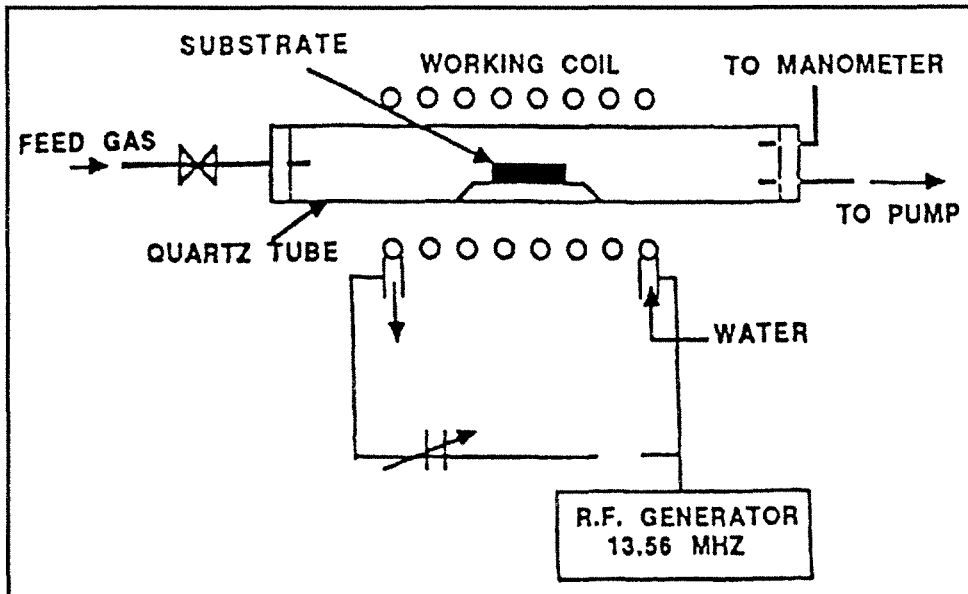 SUBSTRATE
WORKING COIL
TO MANOMETER
FEED GAS
TO PUMP
QUARTZ TUBE
WATER
R.F. GENERATOR
13.56 MHZ